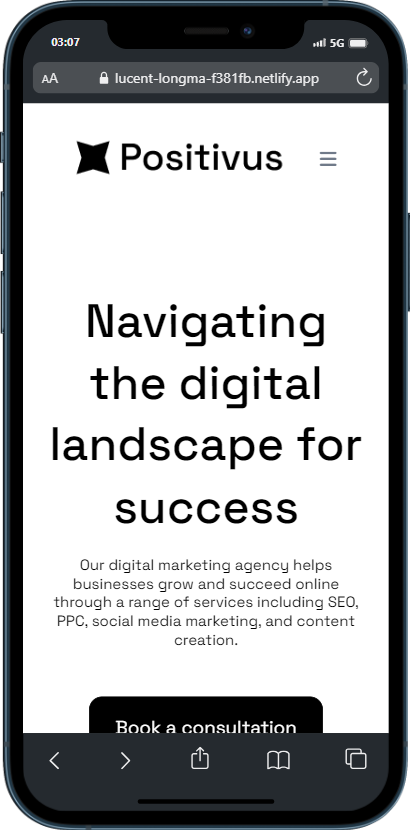 03:07
5G
AA
lucent-longma-f381fb.netlify.app
Positivus
Navigating
the digital
landscape for
success
Our digital marketing agency helps
businesses grow and succeed online
through a range of services including SEO,
PPC, social media marketing, and content
creation.
Book a consultation